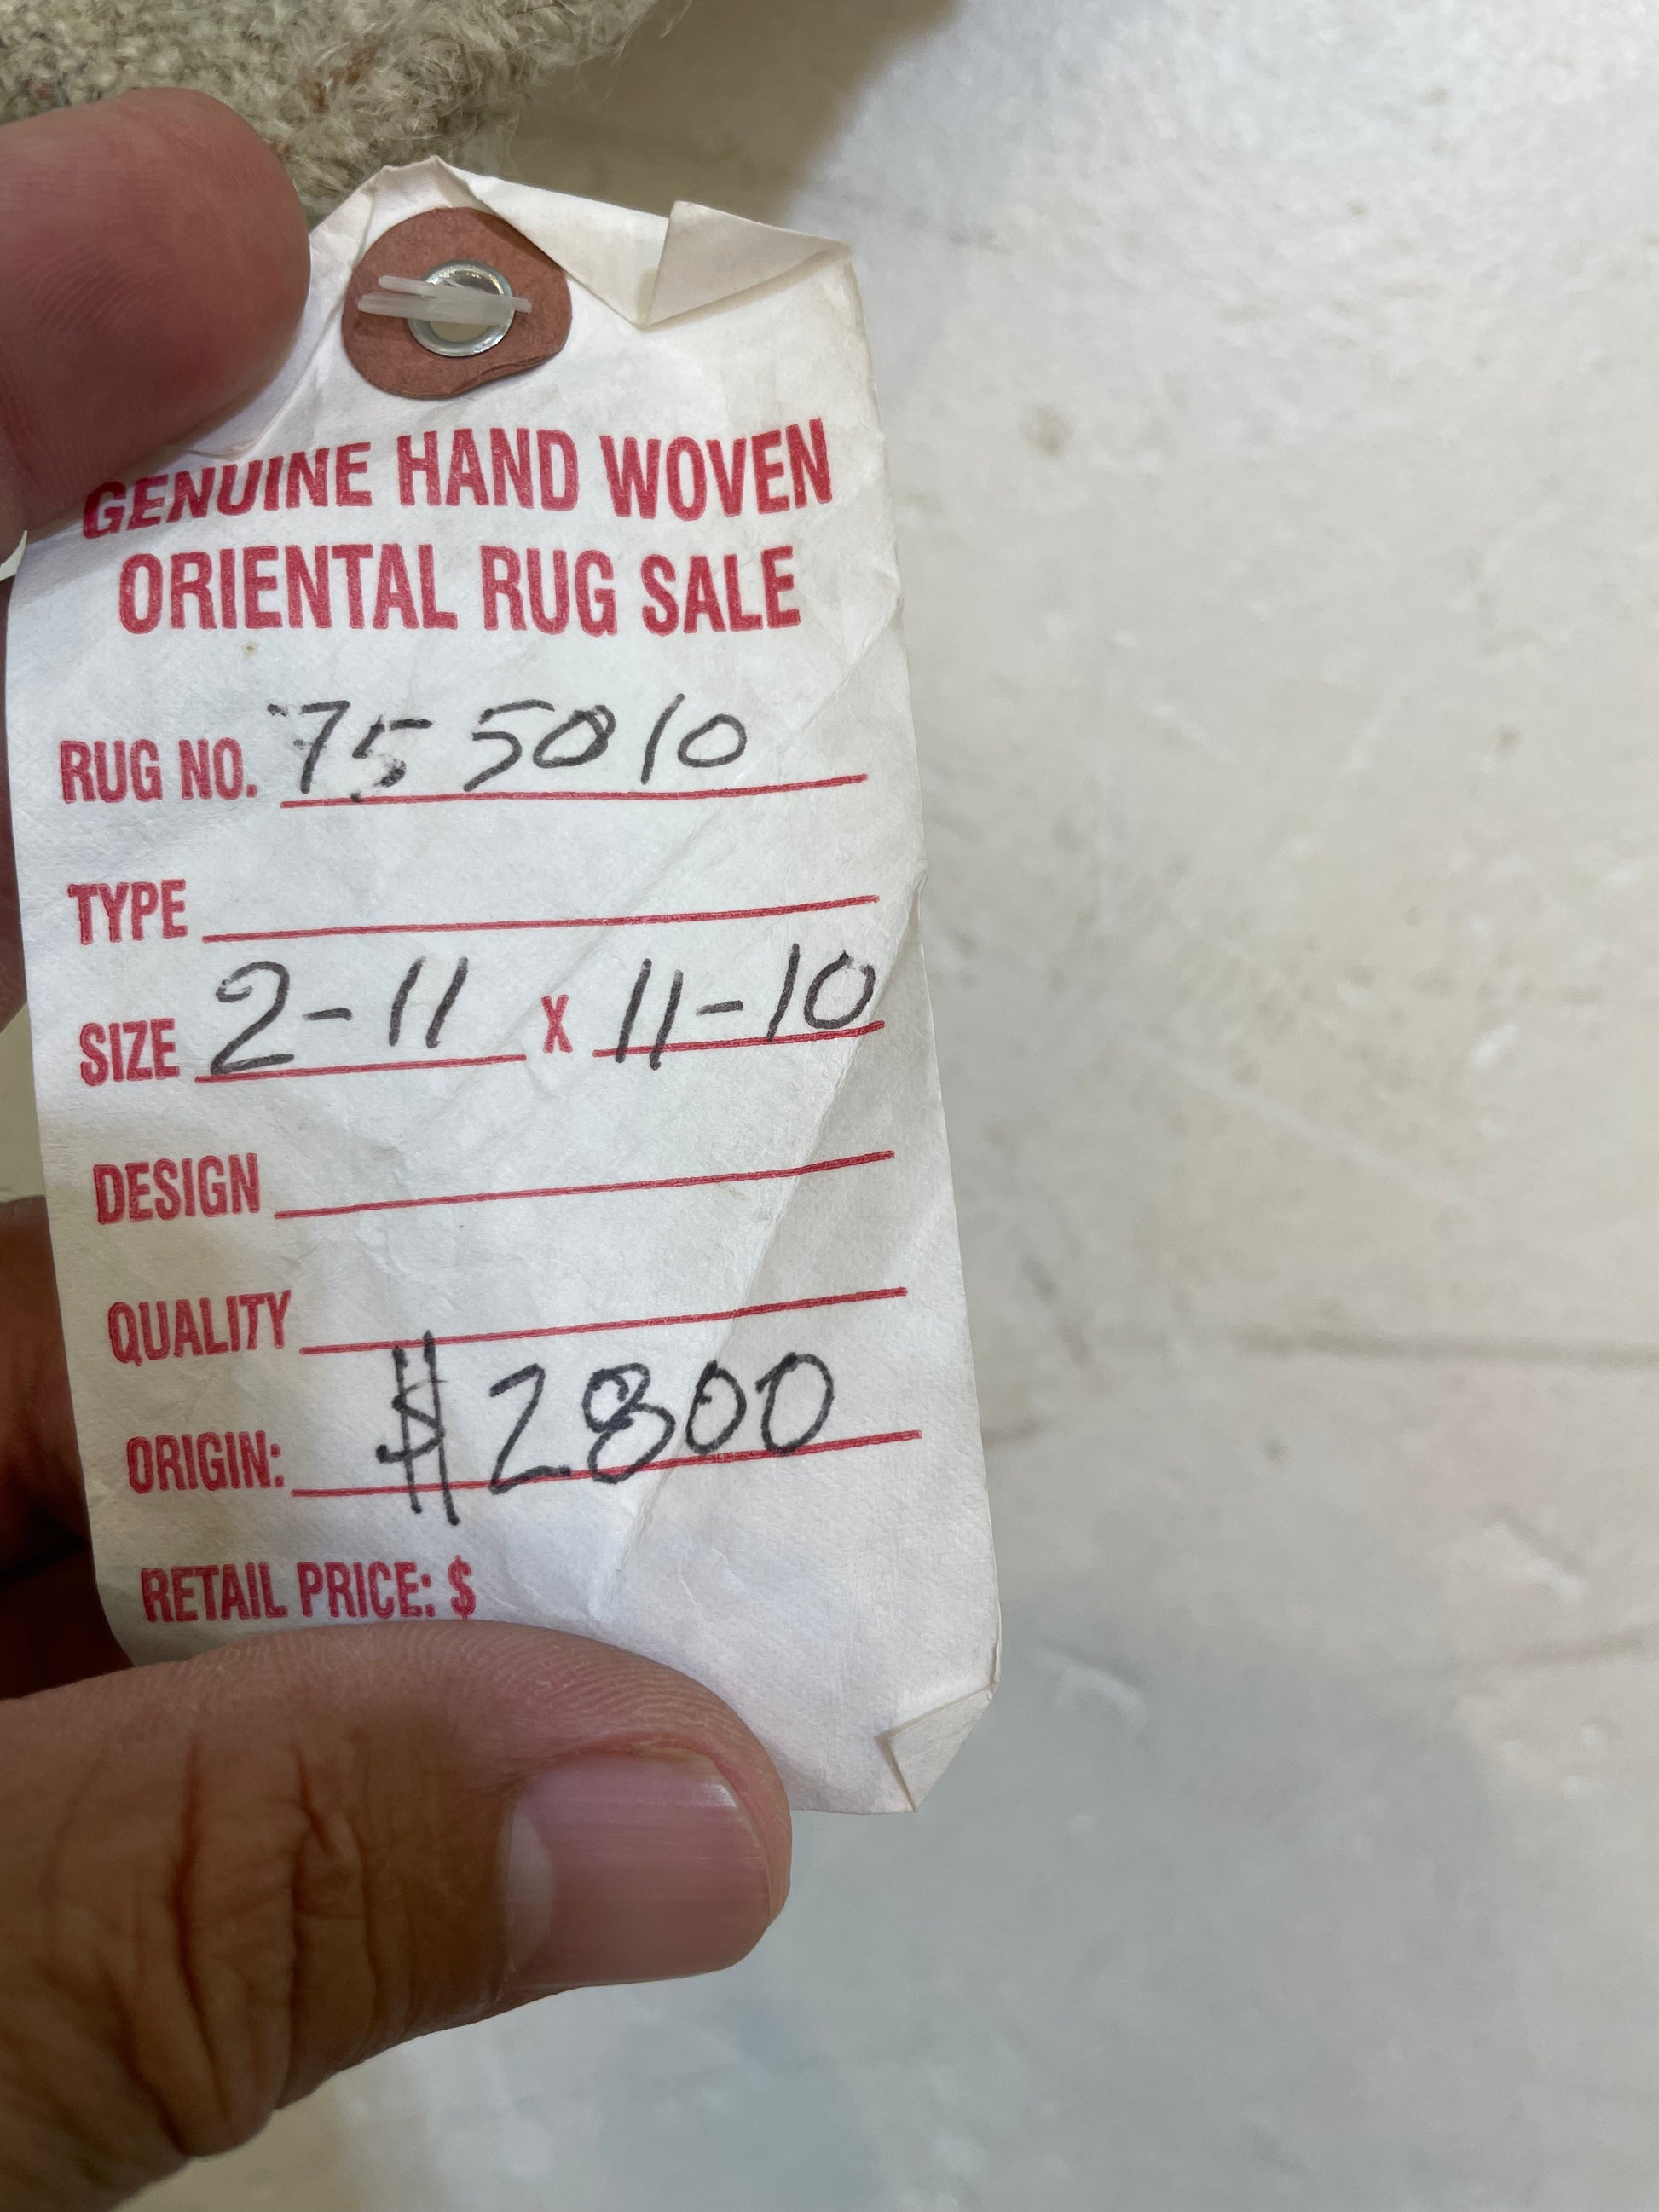 GENUINE HAND WOVEN
ORIENTAL RUG SALE
RUG NO. 755010
TYPE
SIZE 2-11 X 11-10
DESIGN
QUALITY
ORIGIN: $2800
RETAIL PRICE: $